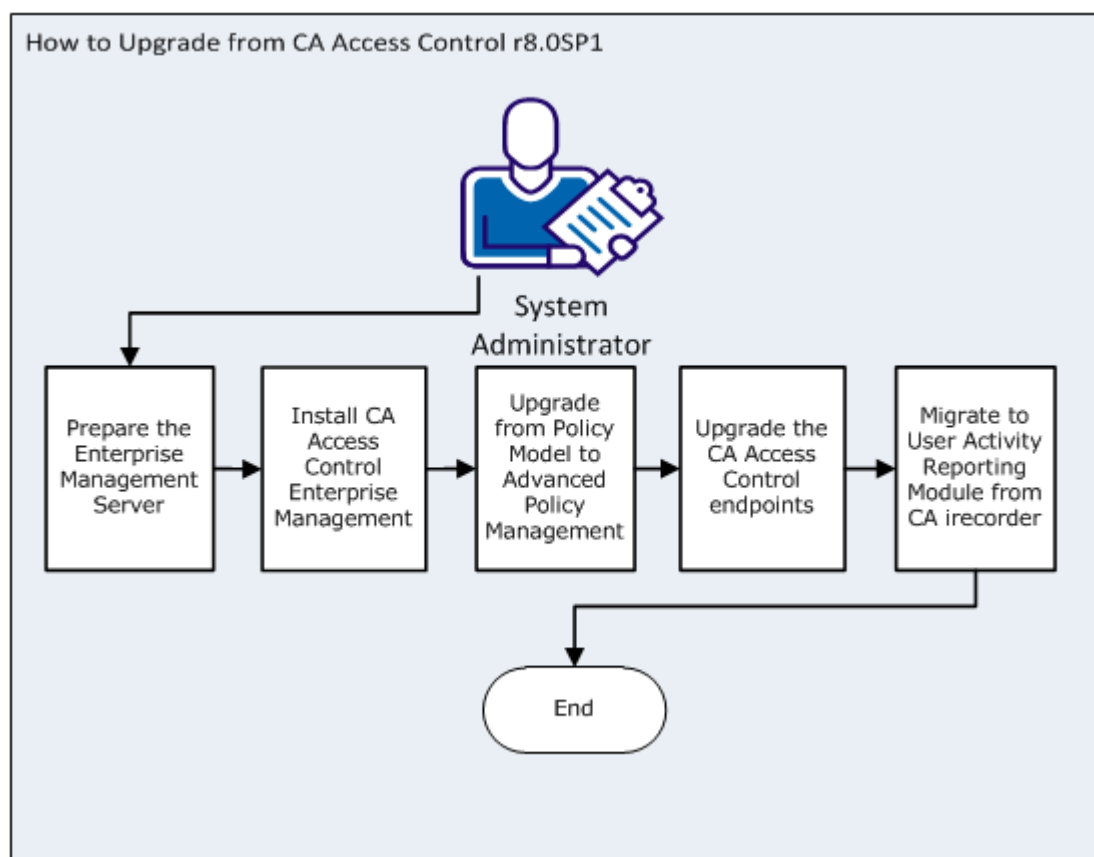 How to Upgrade from CA Access Control r8.0SP1
System
Administrator
Prepare the
Enterprise
Management
Server
Install CA
Access
Control
Enterprise
Management
Upgrade
from Policy
Model to
Advanced
Policy
Management
Upgrade the
CA Access
Control
endpoints
Migrate to
User Activity
Reporting
Module from
CA irecorder
End